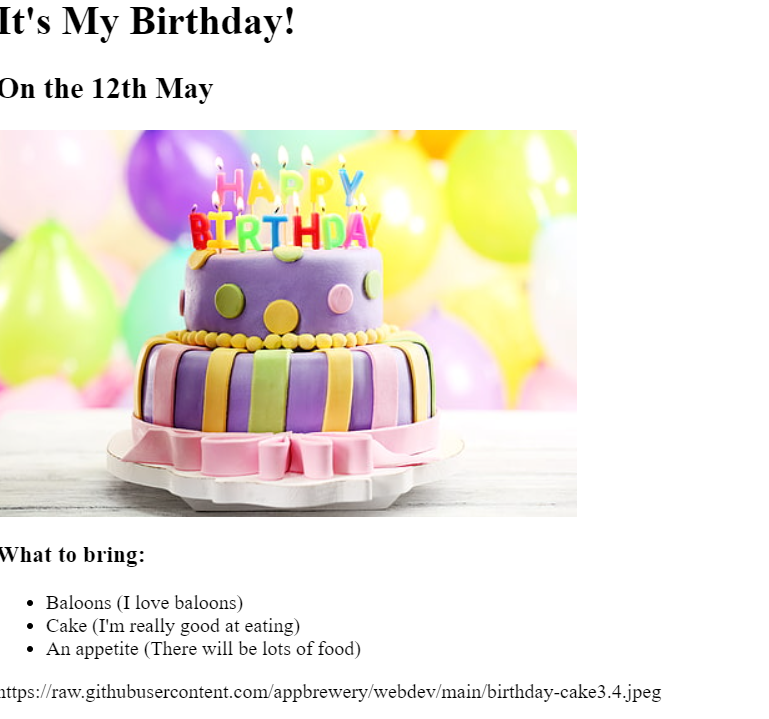 It's My Birthday!
On the 12th May
HAPPY
BIRTHDAY
What to bring:
Baloons (I love baloons)
Cake (I'm really good at eating)
An appetite (There will be lots of food)
https://raw.githubusercontent.com/appbrewery/webdev/main/birthday-cake3.4.jpeg